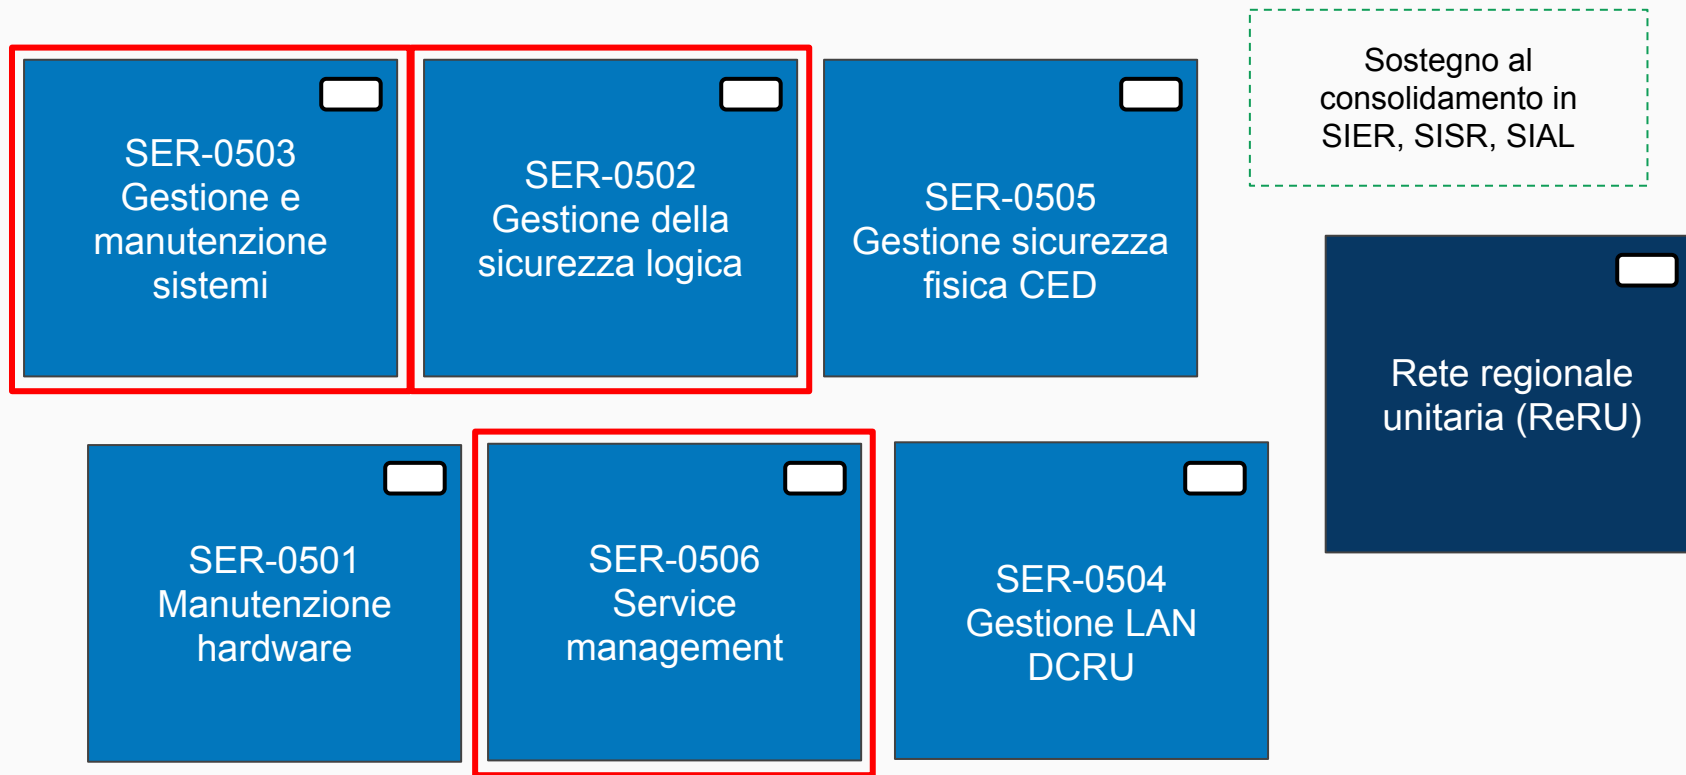 SER-0503
Gestione e
manutenzione
sistemi
SER-0502
Gestione della
sicurezza logica
SER-0505
Gestione sicurezza
fisica CED
Sostegno al
consolidamento in
SIER, SISR, SIAL
Rete regionale
unitaria (ReRU)
SER-0501
Manutenzione
hardware
SER-0506
Service
management
SER-0504
Gestione LAN
DCRU